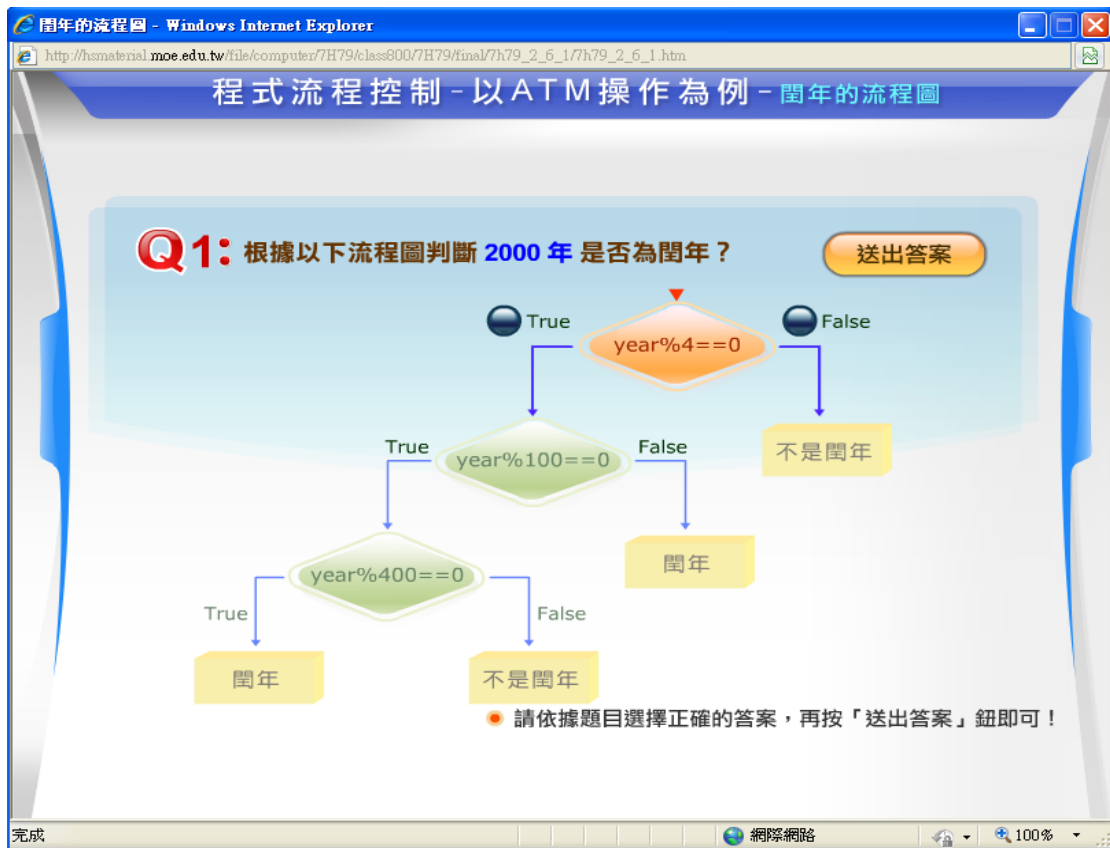 閏年的流程圖 - Windows Internet Explorer
http://hsmaterial.moe.edu.tw/file/computer/7H79/class800/7H79/final/7h79_2_6_1/7h79_2_6_1.htm
程式流程控制-以ATM操作為例-閏年的流程圖
Q1: 根據以下流程圖判斷 2000 年 是否為閏年？
送出答案
True
year%4==0
False
True
year%100==0
False
不是閏年
year%400==0
閏年
True
False
閏年
不是閏年
請依據題目選擇正確的答案，再按「送出答案」鈕即可！
完成
網際網路
100%